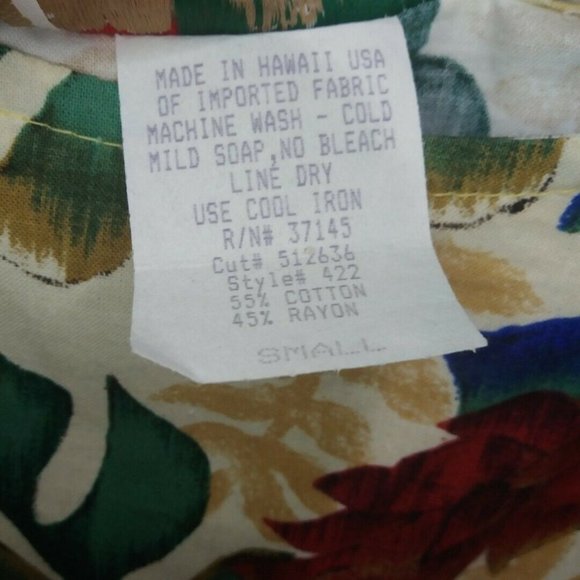 MADE IN HAWAII USA
OF IMPORTED FABRIC
MACHINE WASH - COLD
MILD SOAP, NO BLEACH
LINE DRY
USE COOL IRON
R/N# 37145
Cut# 512636
Style# 422
55% COTTON
45% RAYON
SMALL